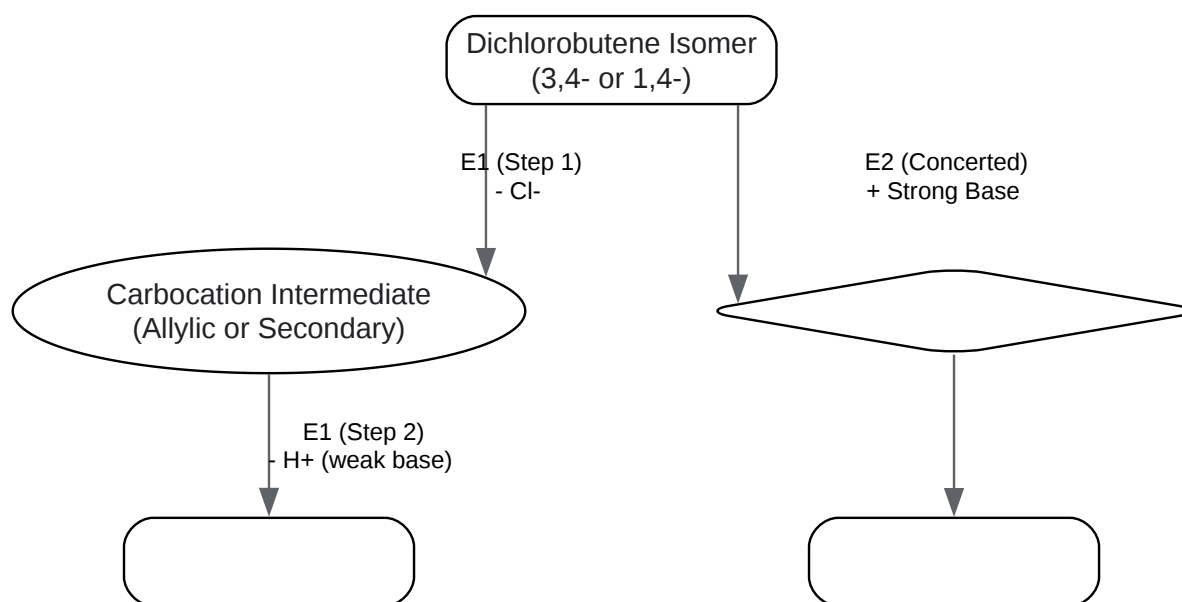 Dichlorobutene Isomer
(3,4- or 1,4-)
E1 (Step 1)
- Cl-
E2 (Concerted)
+ Strong Base
Carbocation Intermediate
(Allylic or Secondary)
E1 (Step 2)
- H+ (weak base)